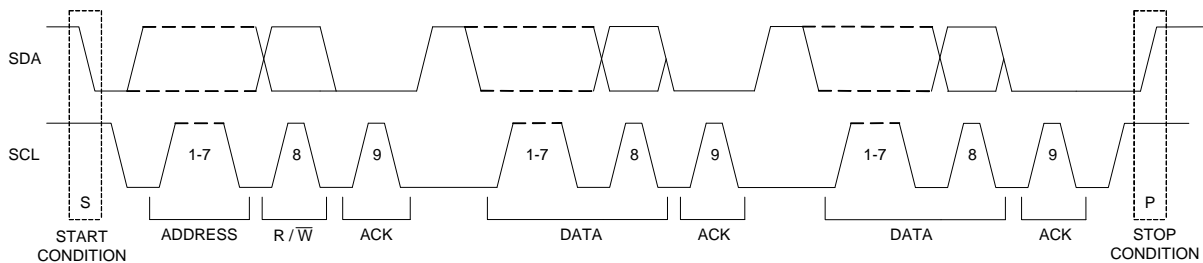 SDA
SCL
1-7 8 9 1-7 8 9 1-7 8 9
S P
START CONDITION ADDRESS R / W̅ ACK DATA ACK DATA ACK STOP CONDITION